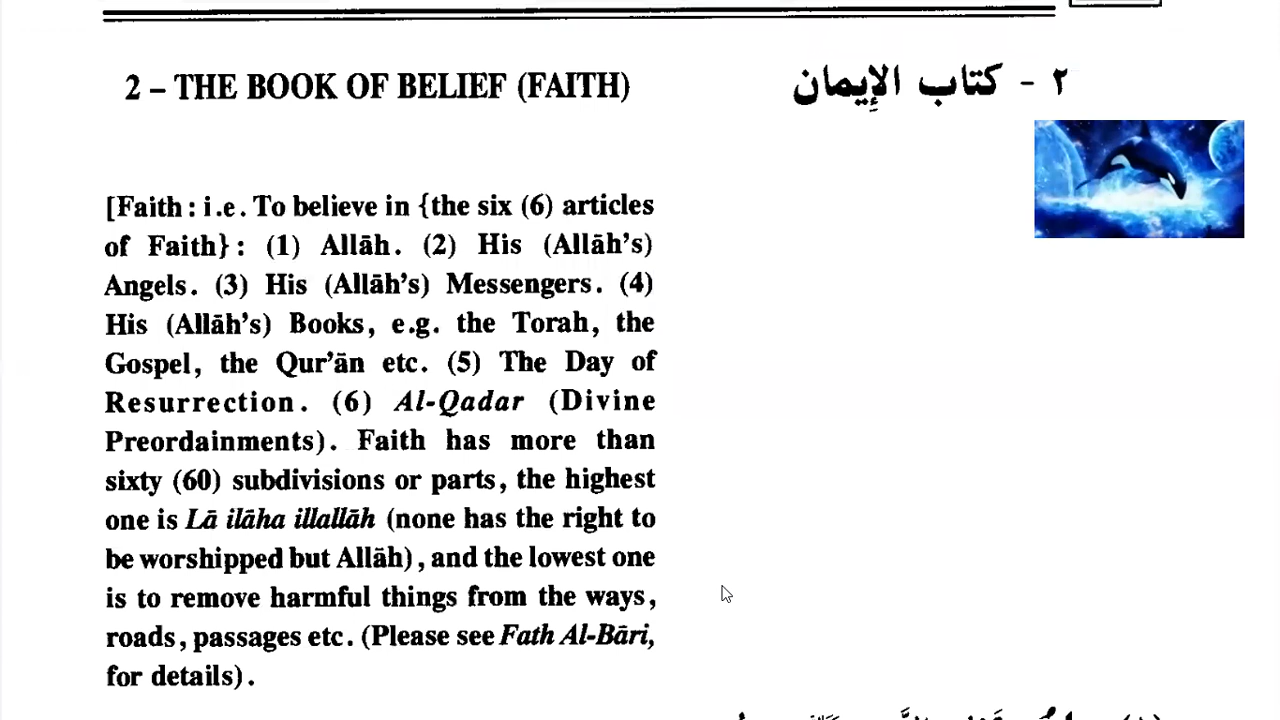 2 – THE BOOK OF BELIEF (FAITH)
٢ - كتاب الإِيمان
[Faith : i.e. To believe in {the six (6) articles
of Faith} : (1) Allāh. (2) His (Allāh’s)
Angels. (3) His (Allāh’s) Messengers. (4)
His (Allāh’s) Books, e.g. the Torah, the
Gospel, the Qur’ān etc. (5) The Day of
Resurrection. (6) Al-Qadar (Divine
Preordainments). Faith has more than
sixty (60) subdivisions or parts, the highest
one is Lā ilāha illallāh (none has the right to
be worshipped but Allāh), and the lowest one
is to remove harmful things from the ways,
roads, passages etc. (Please see Fath Al-Bāri,
for details).